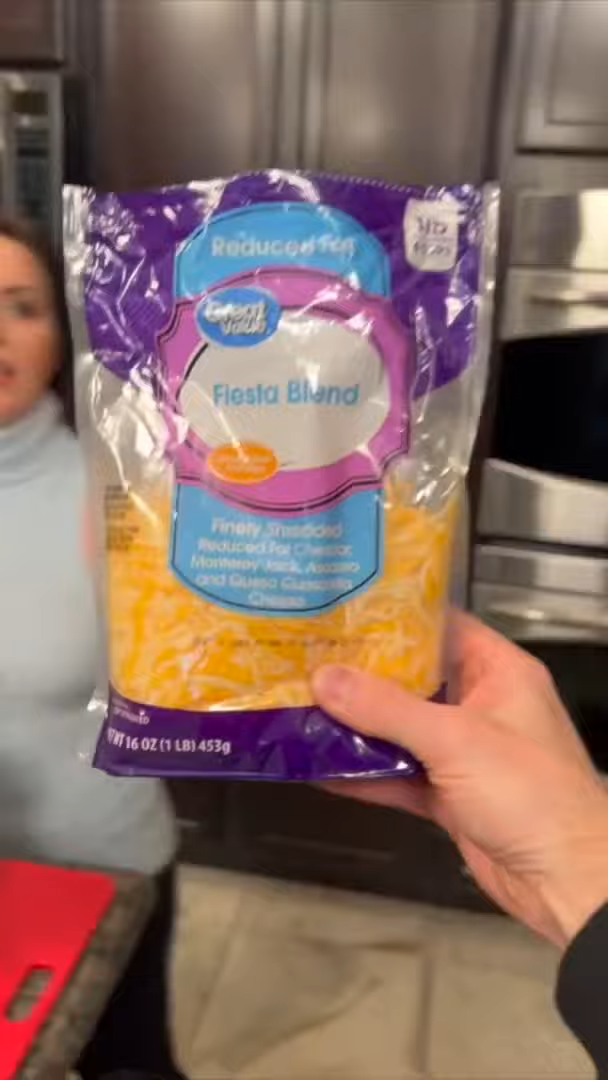 Reduced Fat
Great
Value
Fiesta Blend
Finely Shredded
Reduced Fat Cheddar,
Monterey Jack, Asadero
and Queso Quesadilla
Cheeses
NET WT 16 OZ (1 LB) 453g